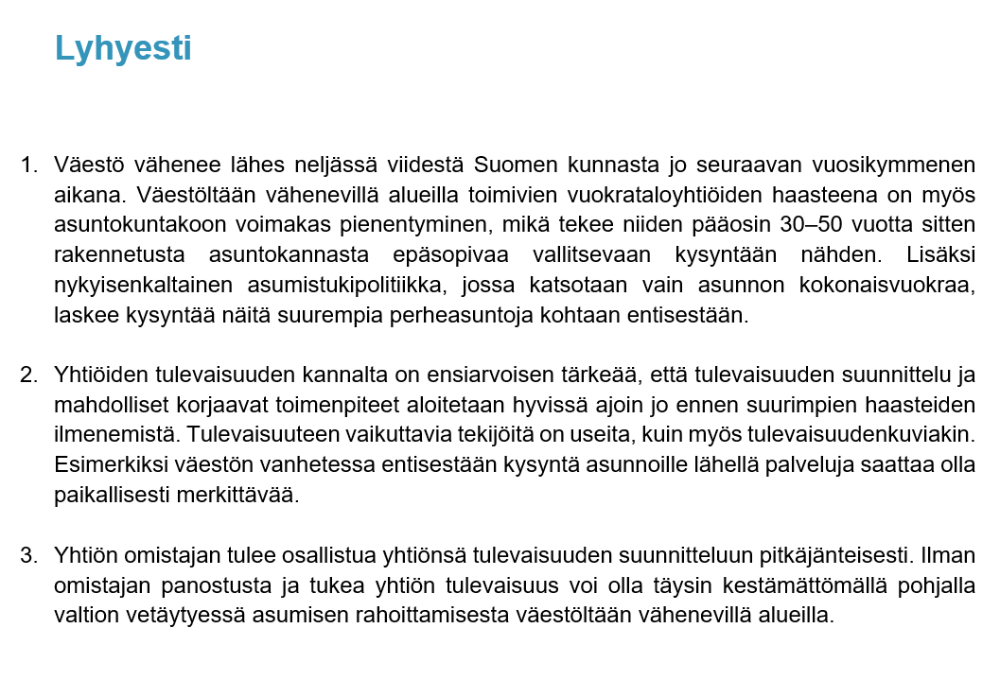 Lyhyesti
1. Väestö vähenee lähes neljässä viidestä Suomen kunnasta jo seuraavan vuosikymmenen
aikana. Väestöltään vähenevillä alueilla toimivien vuokrataloyhtiöiden haasteena on myös
asuntokuntakoon voimakas pienentyminen, mikä tekee niiden pääosin 30–50 vuotta sitten
rakennetusta asuntokannasta epäsopivaa vallitsevaan kysyntään nähden. Lisäksi
nykyisenkaltainen asumistukipolitiikka, jossa katsotaan vain asunnon kokonaisvuokraa,
laskee kysyntää näitä suurempia perheasuntoja kohtaan entisestään.
2. Yhtiöiden tulevaisuuden kannalta on ensiarvoisen tärkeää, että tulevaisuuden suunnittelu ja
mahdolliset korjaavat toimenpiteet aloitetaan hyvissä ajoin jo ennen suurimpien haasteiden
ilmenemistä. Tulevaisuuteen vaikuttavia tekijöitä on useita, kuin myös tulevaisuudenkuviakin.
Esimerkiksi väestön vanhetessa entisestään kysyntä asunnoille lähellä palveluja saattaa olla
paikallisesti merkittävää.
3. Yhtiön omistajan tulee osallistua yhtiönsä tulevaisuuden suunnitteluun pitkäjänteisesti. Ilman
omistajan panostusta ja tukea yhtiön tulevaisuus voi olla täysin kestämättömällä pohjalla
valtion vetäytyessä asumisen rahoittamisesta väestöltään vähenevillä alueilla.